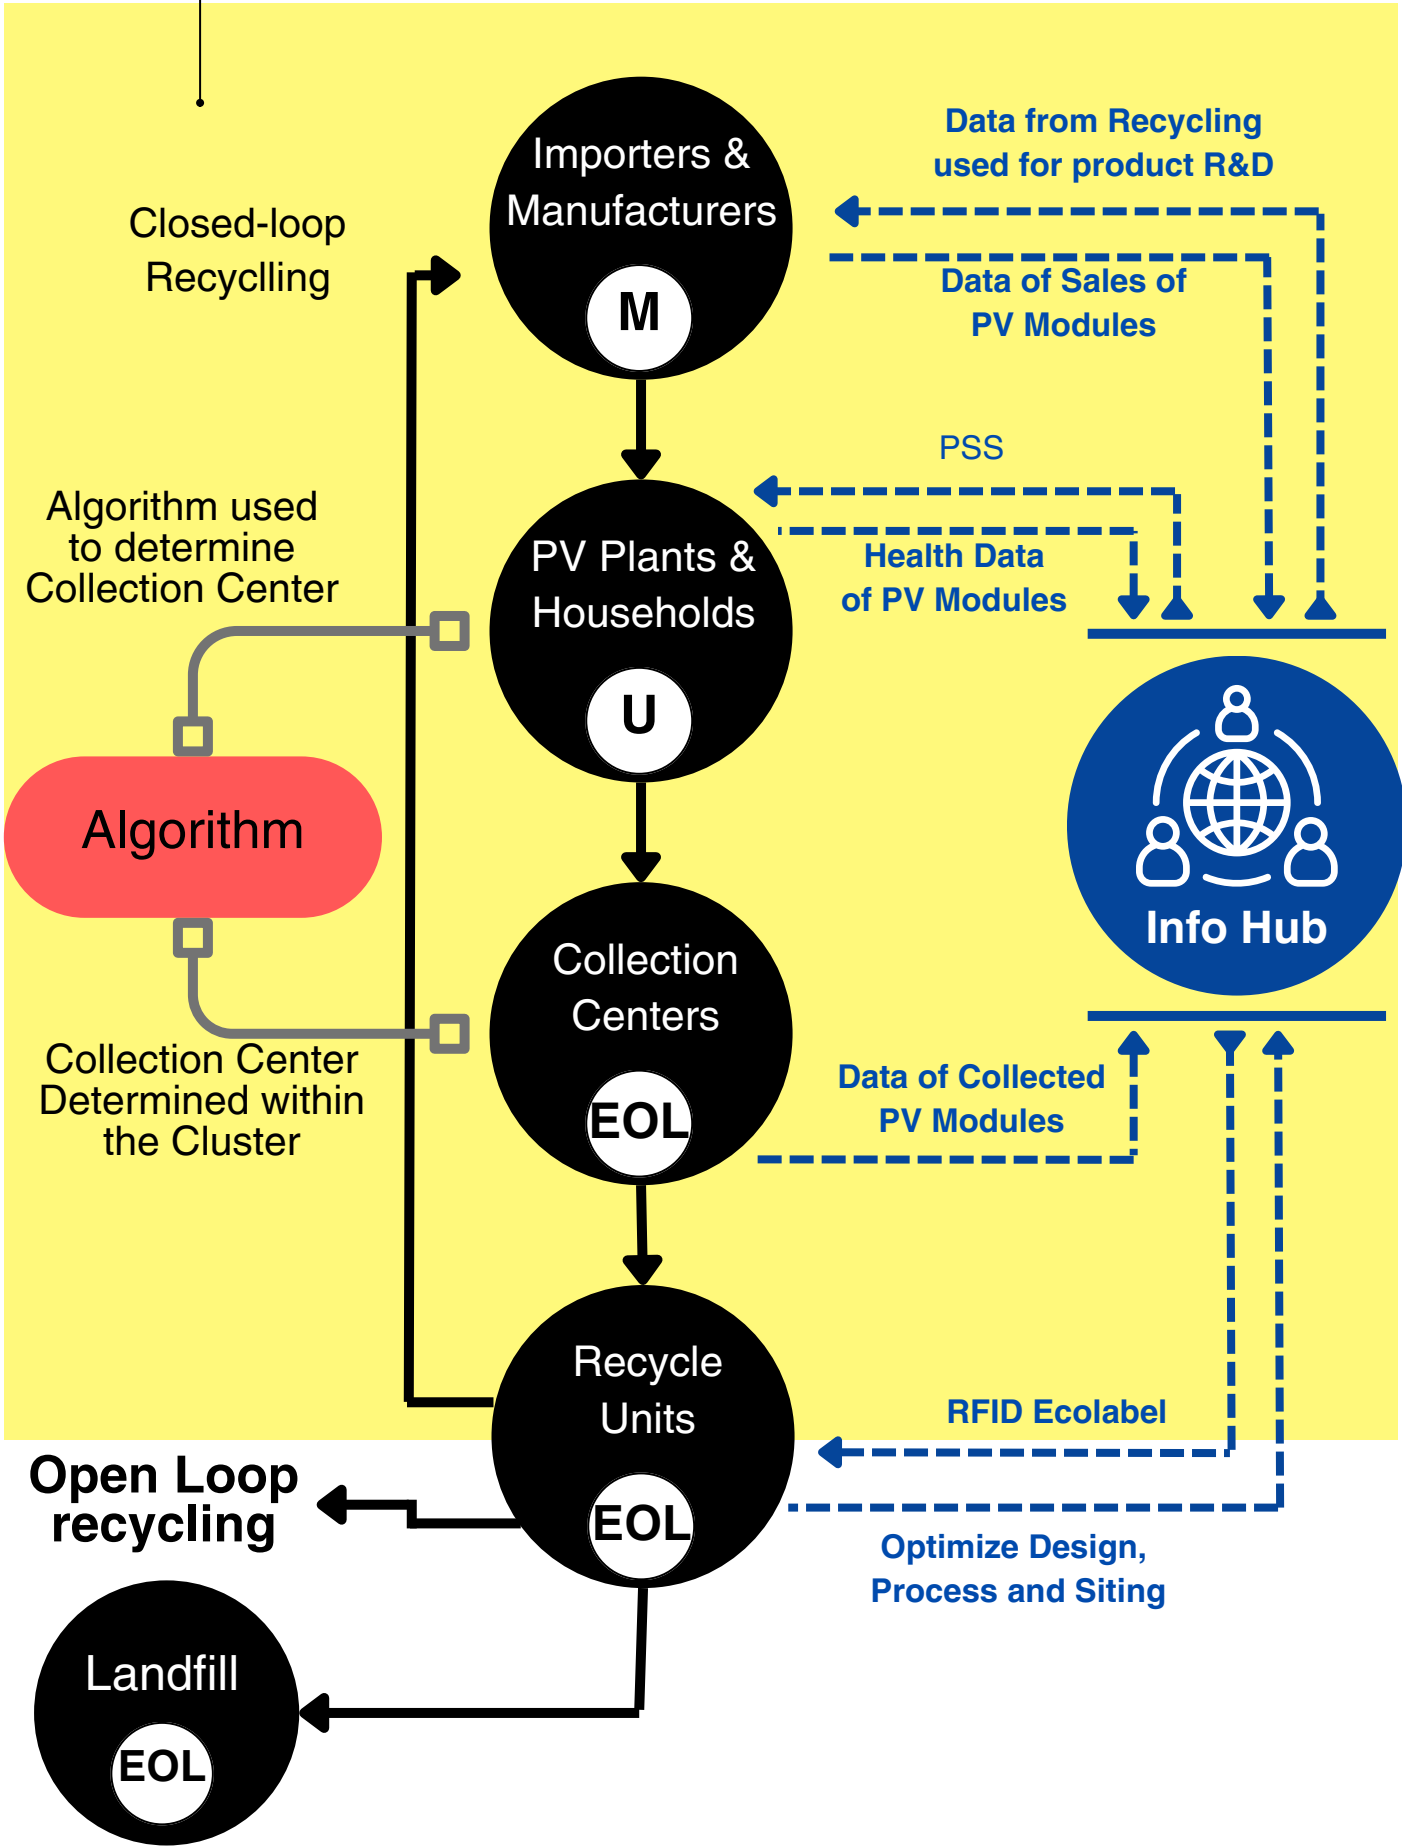 Importers &
Manufacturers
M
Data from Recycling
used for product R&D
Closed-loop
Recyclling
Data of Sales of
PV Modules
PSS
Algorithm used
to determine
Collection Center
PV Plants &
Households
U
Health Data
of PV Modules
Algorithm
Info Hub
Collection
Centers
EOL
Collection Center
Determined within
the Cluster
Data of Collected
PV Modules
Recycle
Units
EOL
RFID Ecolabel
Open Loop
recycling
Optimize Design,
Process and Siting
Landfill
EOL